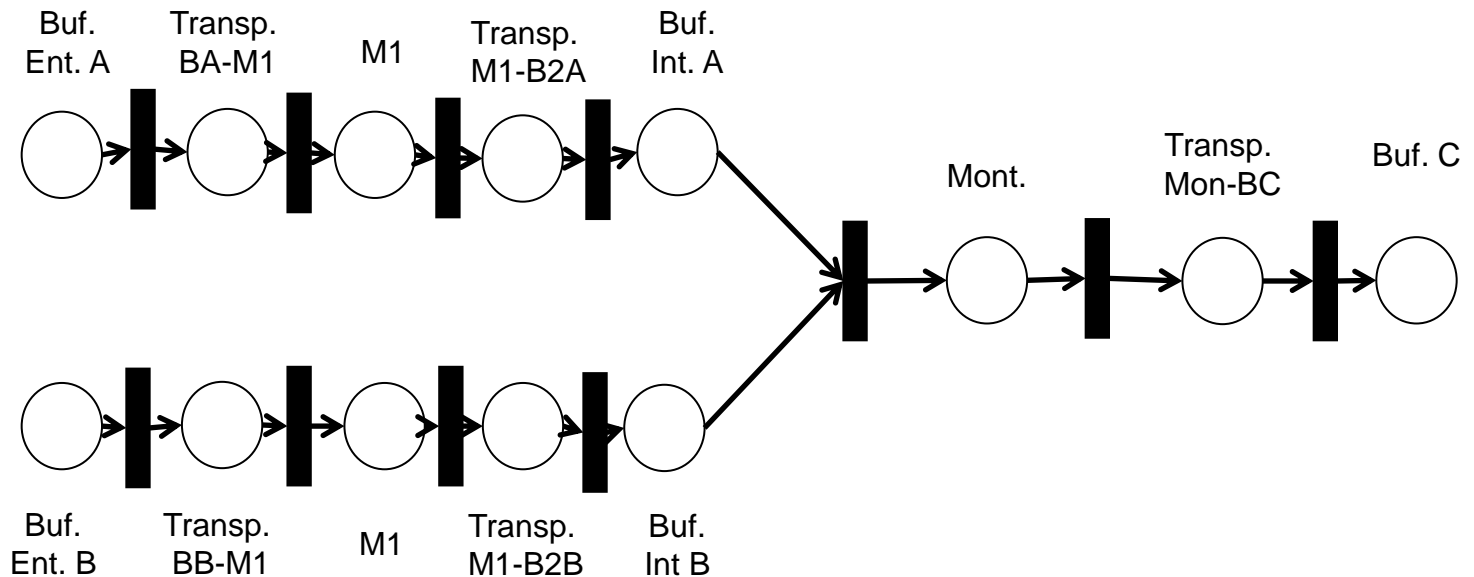 Buf.
Ent. A
Transp.
BA-M1
M1
Transp.
M1-B2A
Buf.
Int. A
Mont.
Transp.
Mon-BC
Buf. C
Buf.
Ent. B
Transp.
BB-M1
M1
Transp.
M1-B2B
Buf.
Int B